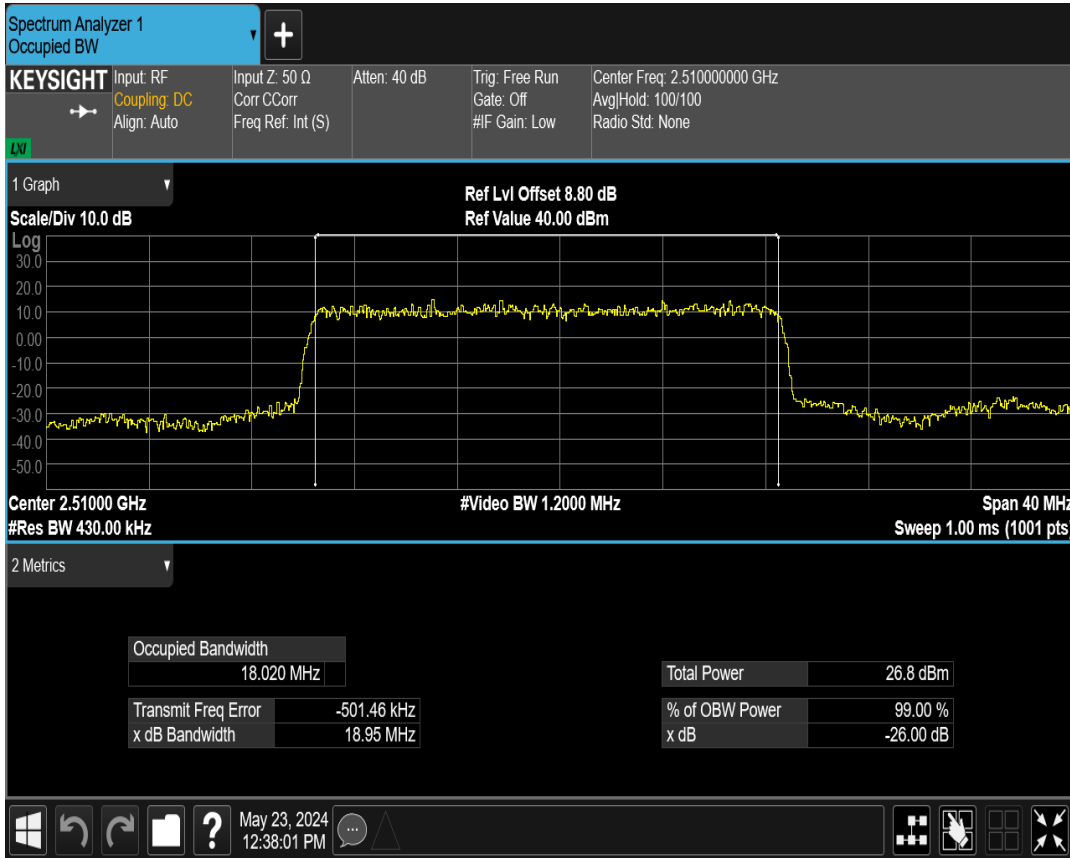 Spectrum Analyzer 1
Occupied BW
KEYSIGHT
LXI
Input: RF
Coupling: DC
Align: Auto
Input Z: 50 Ω
Corr CCorr
Freq Ref: Int (S)
Atten: 40 dB
Trig: Free Run
Gate: Off
#IF Gain: Low
Center Freq: 2.510000000 GHz
Avg|Hold: 100/100
Radio Std: None
1 Graph
Scale/Div 10.0 dB
Ref Lvl Offset 8.80 dB
Ref Value 40.00 dBm
Log
30.0
20.0
10.0
0.00
-10.0
-20.0
-30.0
-40.0
-50.0
Center 2.51000 GHz
#Video BW 1.2000 MHz
Span 40 MHz
#Res BW 430.00 kHz
Sweep 1.00 ms (1001 pts)
2 Metrics
Occupied Bandwidth
18.020 MHz
Total Power 26.8 dBm
Transmit Freq Error -501.46 kHz
% of OBW Power 99.00 %
x dB Bandwidth 18.95 MHz
x dB -26.00 dB
?
May 23, 2024
12:38:01 PM